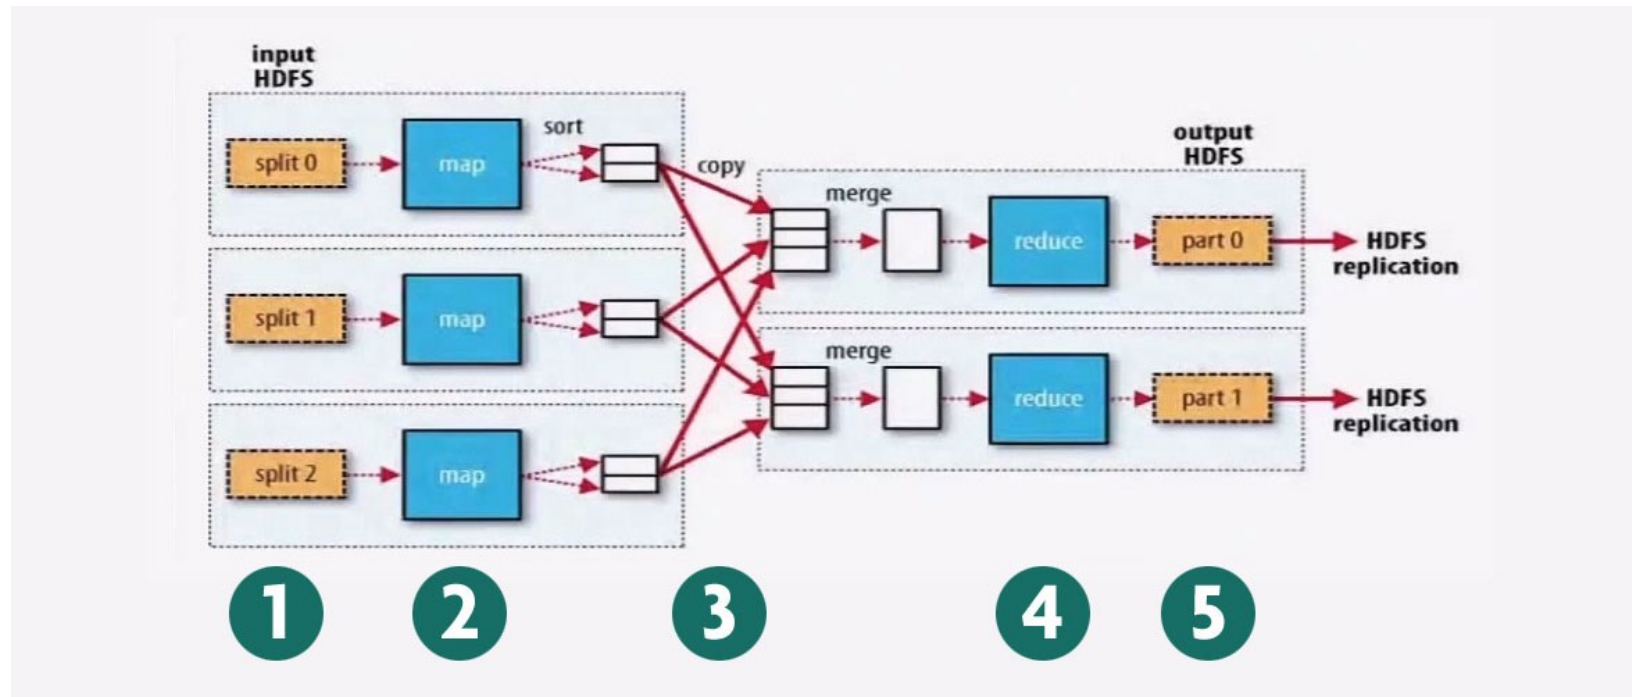 input
HDFS
split 0
map
sort
copy
split 1
map
split 2
map
output
HDFS
merge
reduce
part 0
HDFS
replication
merge
reduce
part 1
HDFS
replication
1 2 3 4 5